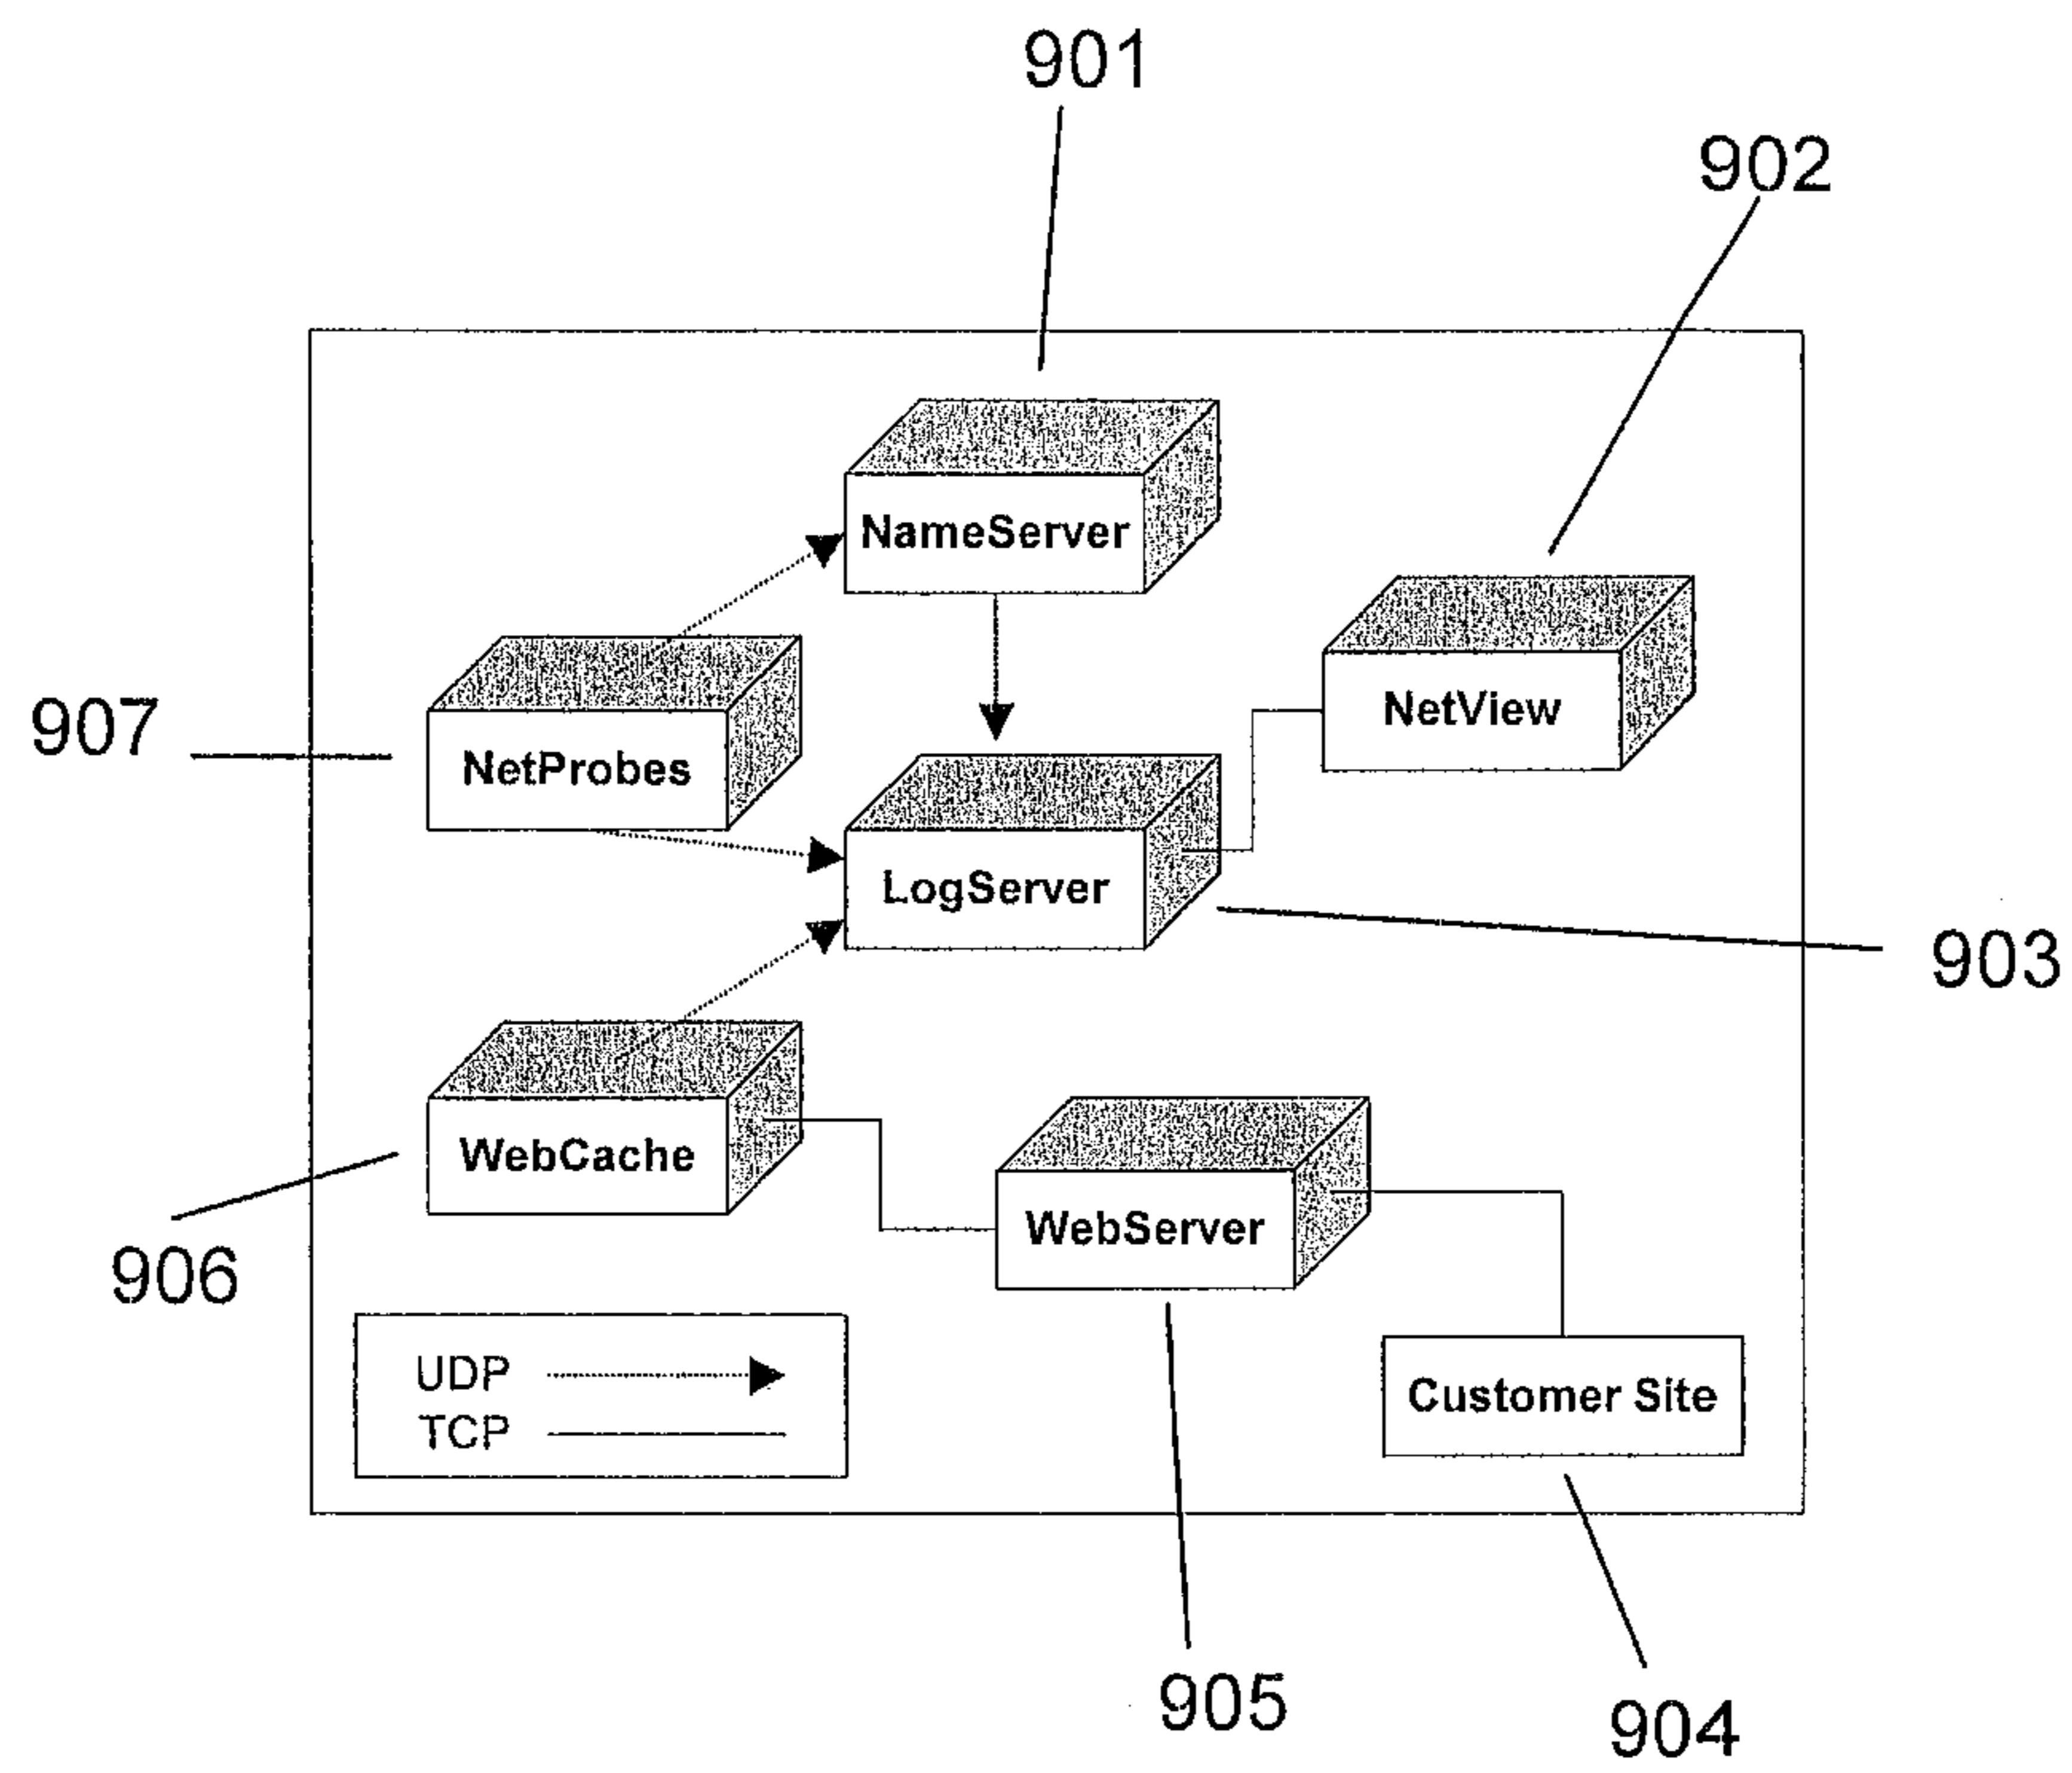 901
902
NameServer
NetView
907
NetProbes
LogServer
903
WebCache
WebServer
906
UDP
TCP
Customer Site
905
904